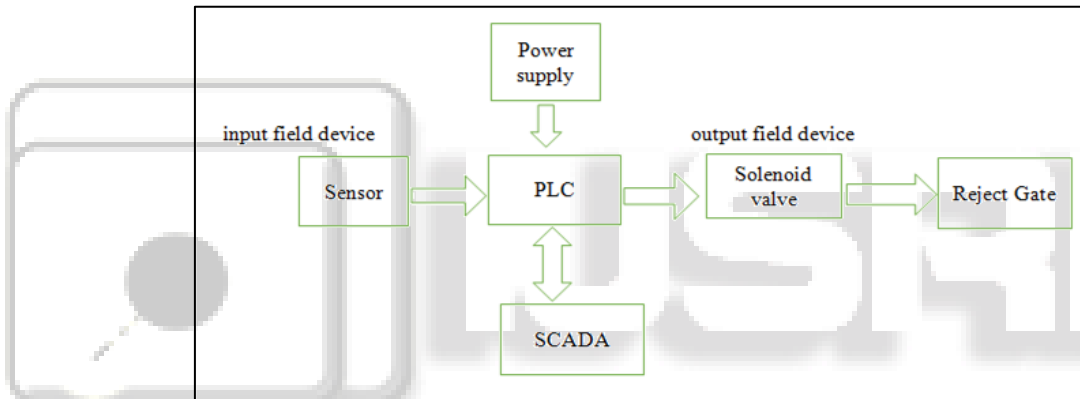 Power
supply
input field device
output field device
Sensor
PLC
Solenoid
valve
Reject Gate
SCADA